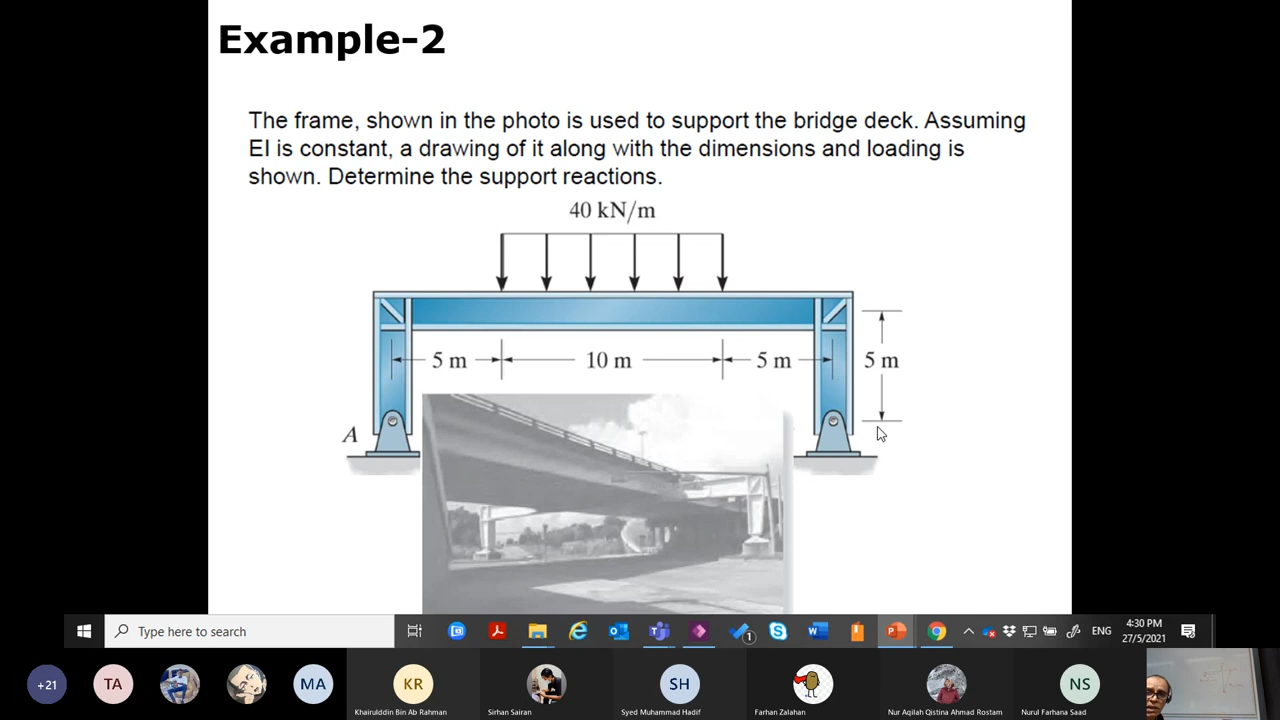 Example-2
The frame, shown in the photo is used to support the bridge deck. Assuming
EI is constant, a drawing of it along with the dimensions and loading is
shown. Determine the support reactions.
40 kN/m
5 m
10 m
5 m
5 m
A
Type here to search
1
ENG
4:30 PM
27/5/2021
+21
TA
MA
KR
Khairulddin Bin Ab Rahman
Sirhan Sairan
SH
Syed Muhammad Hadif
Farhan Zalahan
Nur Aqilah Qistina Ahmad Rostam
NS
Nurul Farhana Saad